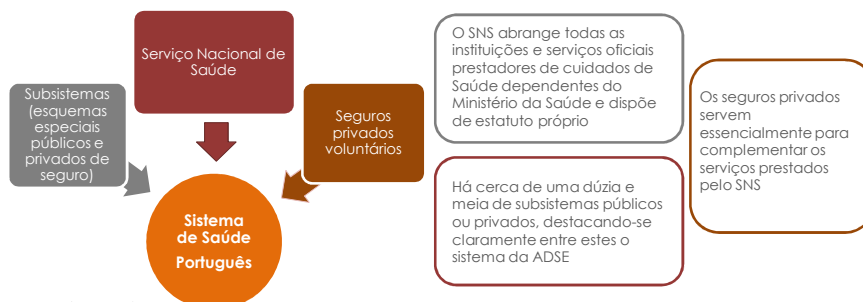 Serviço Nacional de
Saúde
Subsistemas
(esquemas
especiais
públicos e
privados de
seguro)
Seguros
privados
voluntários
Sistema
de Saúde
Português
O SNS abrange todas as
instituições e serviços oficiais
prestadores de cuidados de
Saúde dependentes do
Ministério da Saúde e dispõe
de estatuto próprio
Há cerca de uma dúzia e
meia de subsistemas públicos
ou privados, destacando-se
claramente entre estes o
sistema da ADSE
Os seguros privados
servem
essencialmente para
complementar os
serviços prestados
pelo SNS